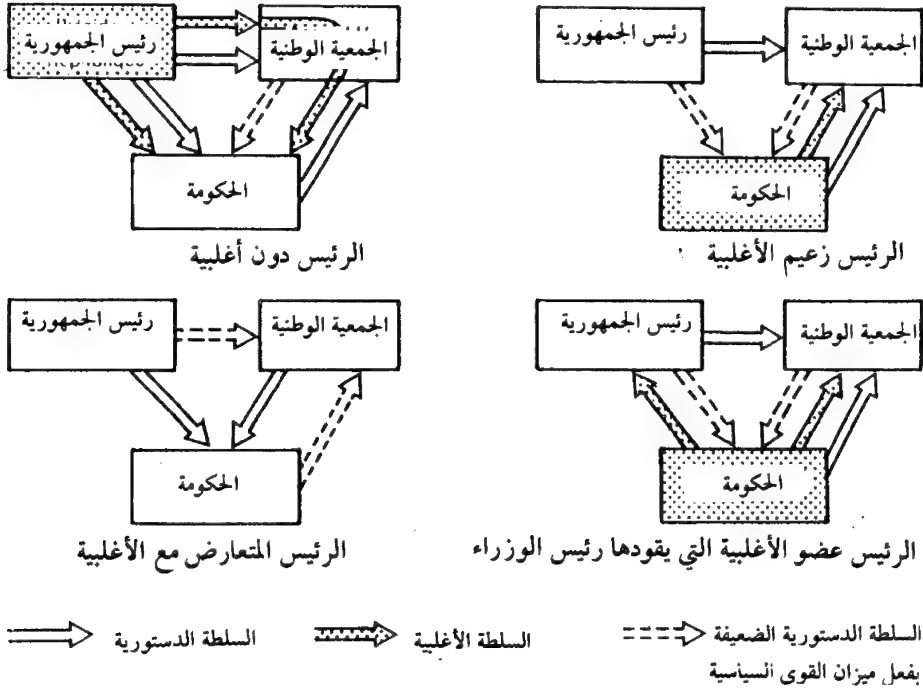 رئيس الجمهورية
الجمعية الوطنية
الحكومة
الرئيس زعيم الأغلبية
رئيس الجمهورية
الجمعية الوطنية
الحكومة
الرئيس دون أغلبية
رئيس الجمهورية
الجمعية الوطنية
الحكومة
الرئيس عضو الأغلبية التي يقودها رئيس الوزراء
رئيس الجمهورية
الجمعية الوطنية
الحكومة
الرئيس المتعارض مع الأغلبية
السلطة الدستورية الضعيفة
بفعل ميزان القوى السياسية
السلطة الأغلبية
السلطة الدستورية